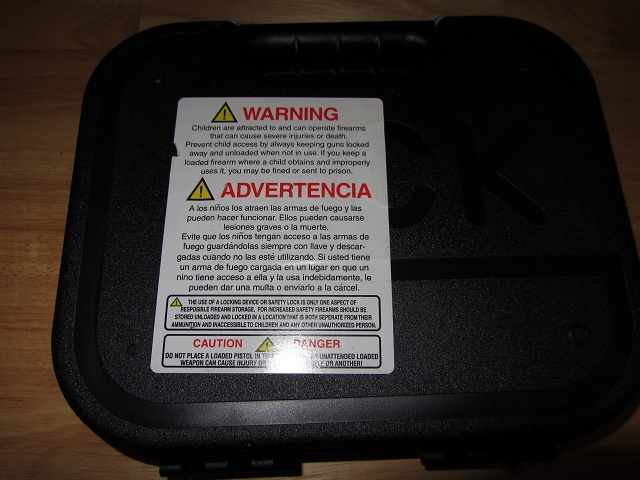 WARNING
Children are attracted to and can operate firearms
that can cause severe injuries or death.
Prevent child access by always keeping guns locked
away and unloaded when not in use. If you keep a
loaded firearm where a child obtains and improperly
uses it, you may be fined or sent to prison.
ADVERTENCIA
A los niños los atraen las armas de fuego y las
pueden hacer funcionar. Ellos pueden causarse
lesiones graves o la muerte.
Evite que los niños tengan acceso a las armas de
fuego guardándolas siempre con llave y descar-
gadas cuando no las esté utilizando. Si usted tiene
un arma de fuego cargada en un lugar en que un
nino tiene acceso a ella y la usa indebidamente, le
pueden dar una multa o enviarlo a la cárcel.
THE USE OF A LOCKING DEVICE OR SAFETY LOCK IS ONLY ONE ASPECT OF
RESPOSIBLE FIREARM STORAGE. FOR INCREASED SAFETY FIREARMS SHOULD BE
STORED UNLOADED AND LOCKED IN A LOCATION THAT IS BOTH SEPERATE FROM THEIR
AMMUNITION AND INACCESSIBLE TO CHILDREN AND ANY OTHER UNAUTHORIZED PERSON.
CAUTION DANGER
DO NOT PLACE A LOADED PISTOL IN UNATTENDED LOADED
WEAPON CAN CAUSE INJURY OR ANOTHER!
CK